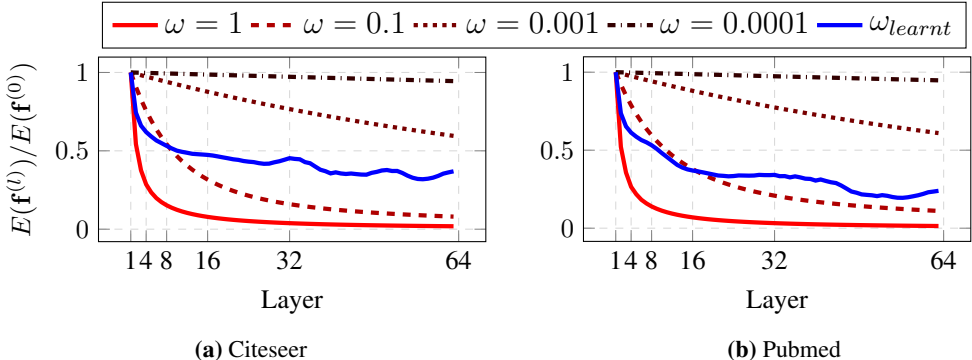 ω = 1 ω = 0.1 ω = 0.001 ω = 0.0001 ω_learnt
E(f^(l))/E(f^(0))
1
0.5
0
1 4 8 16 32 64
Layer
(a) Citeseer
1
0.5
0
1 4 8 16 32 64
Layer
(b) Pubmed